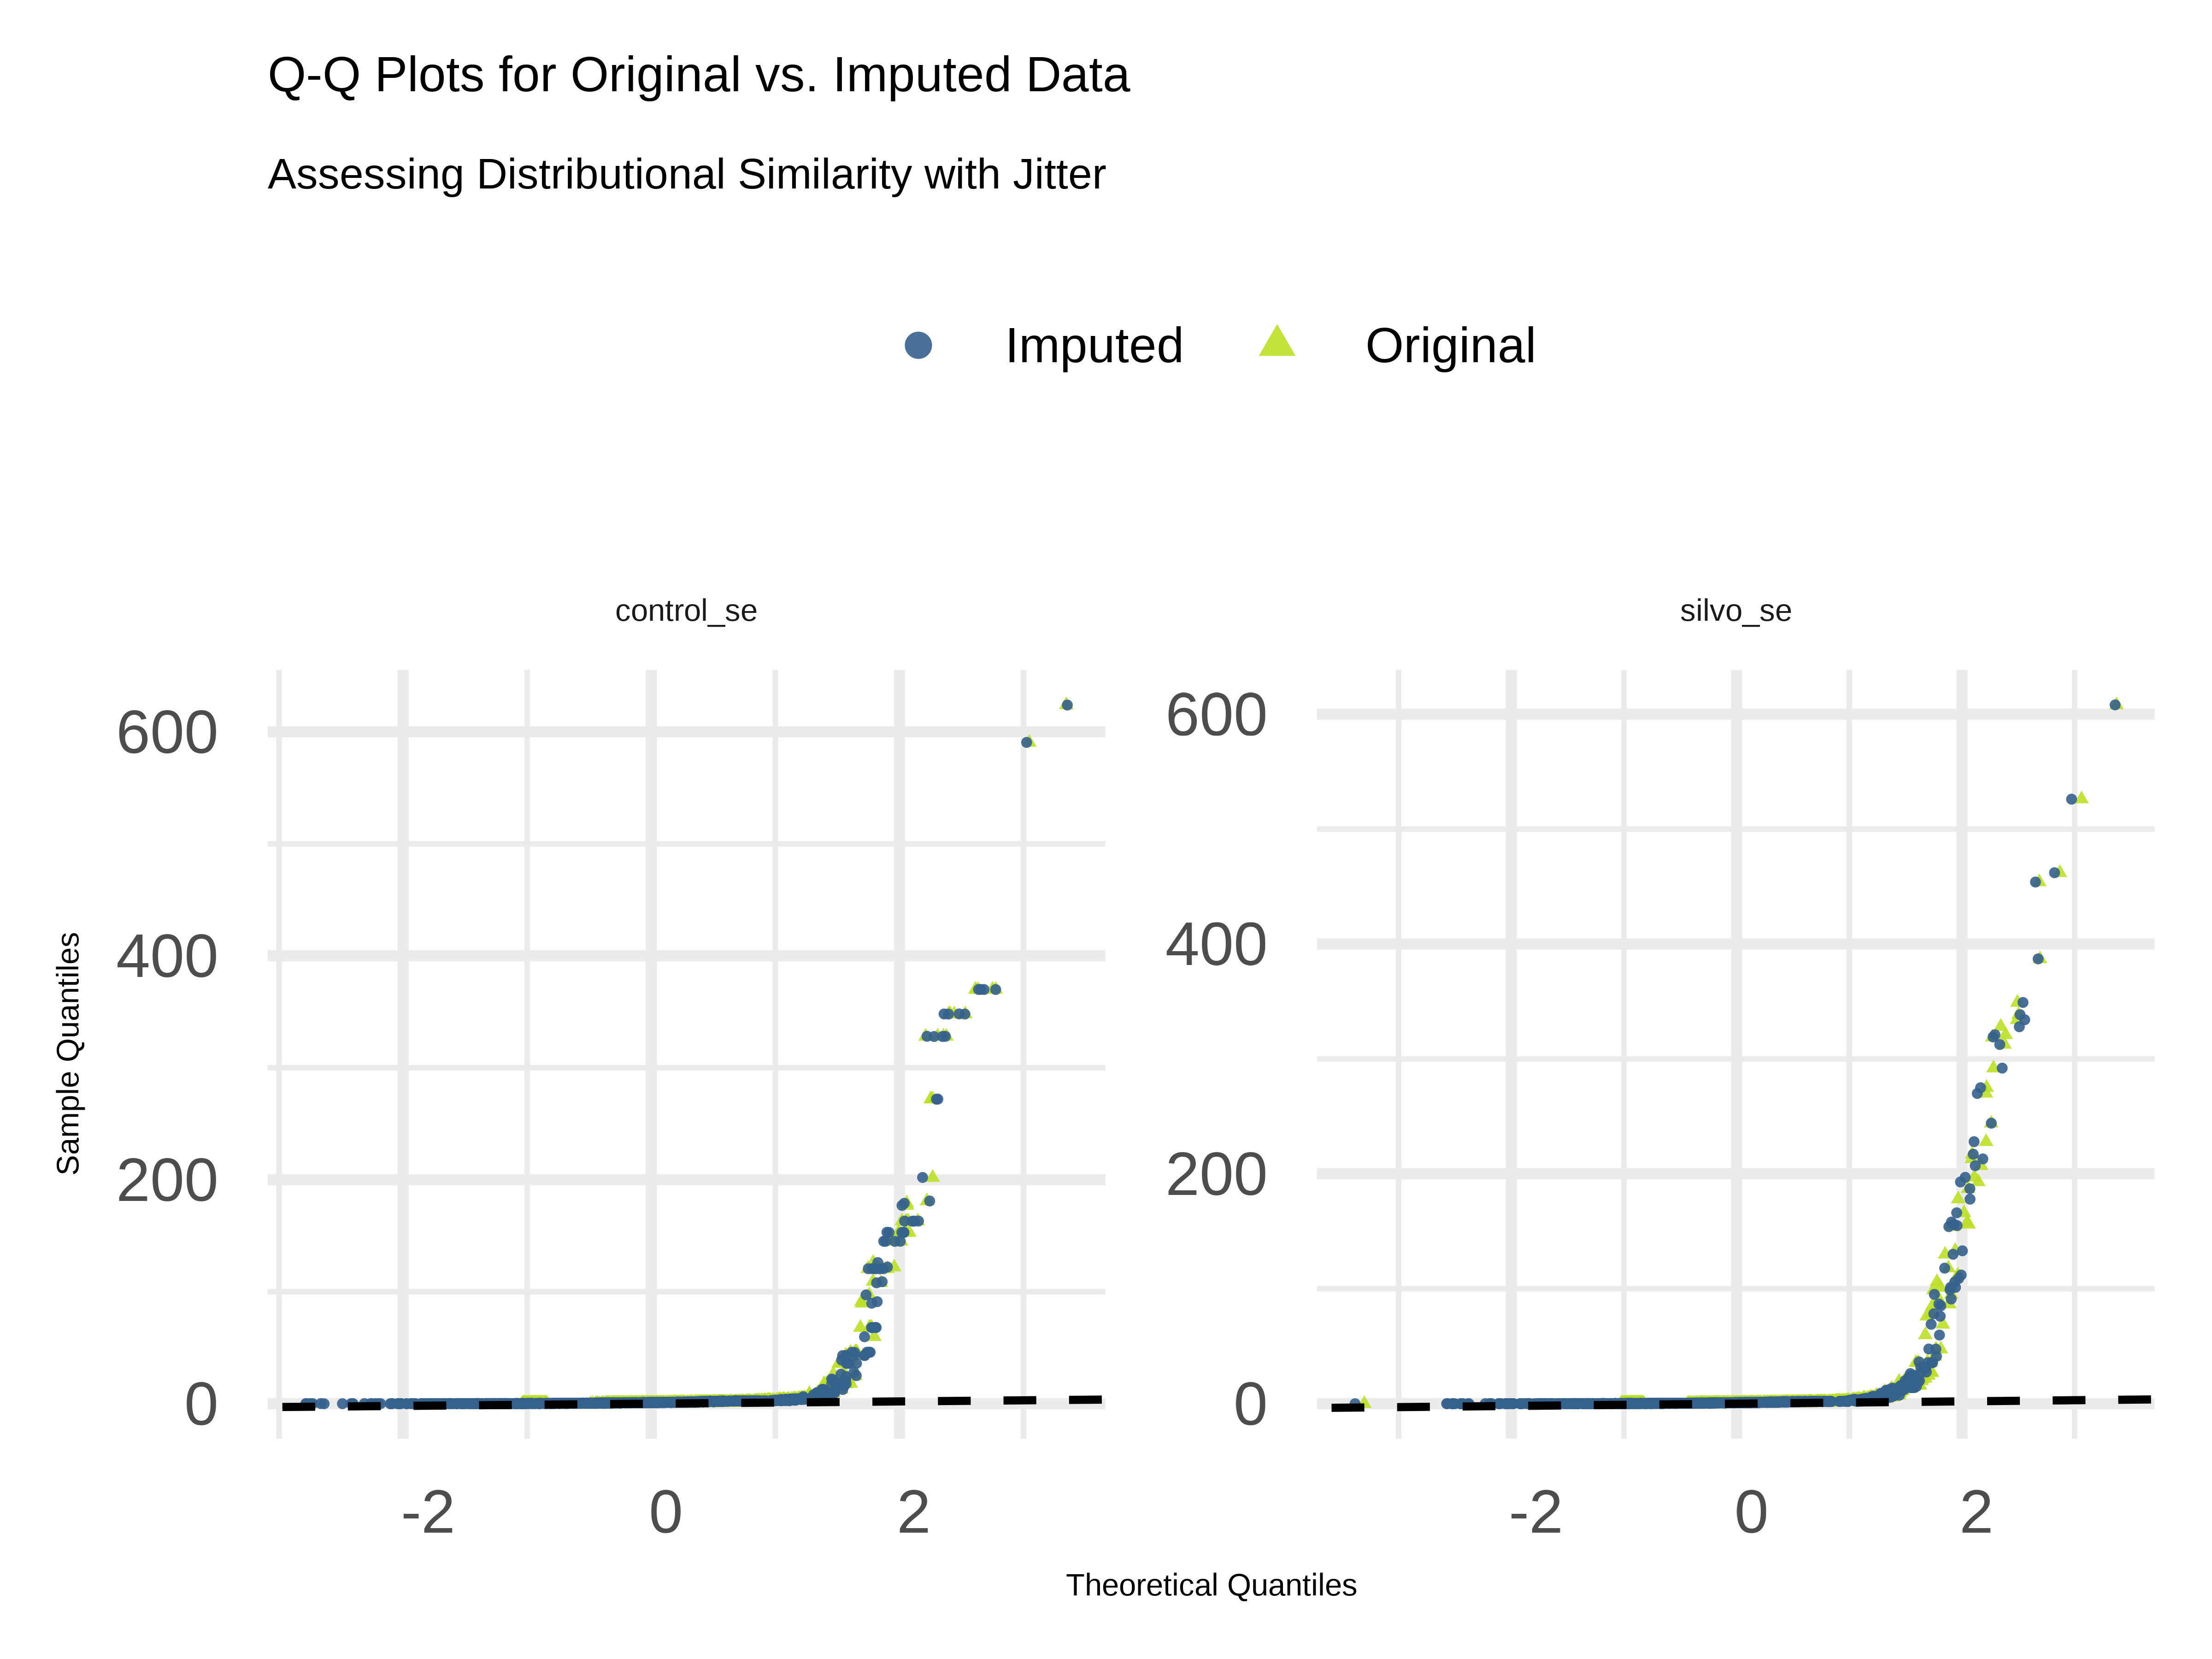 Q-Q Plots for Original vs. Imputed Data
Assessing Distributional Similarity with Jitter
Imputed Original
control_se
silvo_se
Sample Quantiles
600
400
200
0
600
400
200
0
-2 0 2
-2 0 2
Theoretical Quantiles